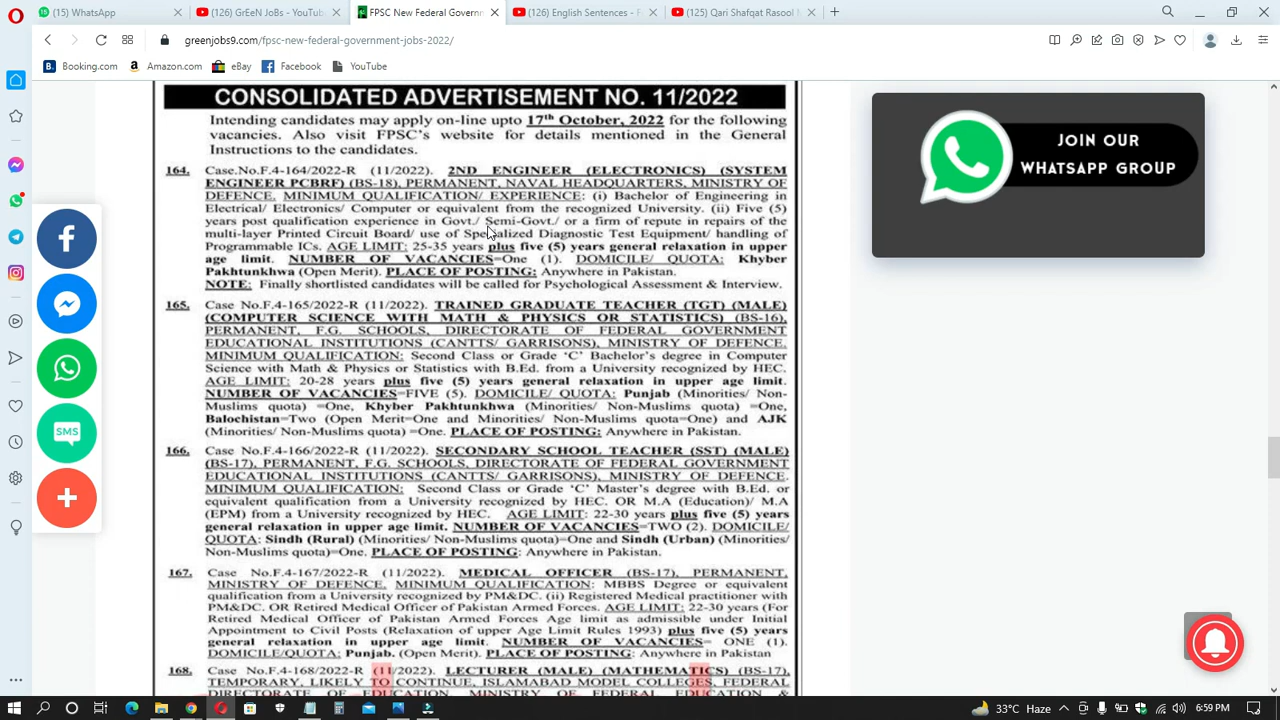 (15) WhatsApp
(126) GrEeN Jo8s - YouTube
FPSC New Federal Governm
(126) English Sentences - F
(125) Qari Shafqat Rasool N
greenjobs9.com/fpsc-new-federal-government-jobs-2022/
Booking.com
Amazon.com
eBay
Facebook
YouTube
CONSOLIDATED ADVERTISEMENT NO. 11/2022
Intending candidates may apply on-line upto 17th October, 2022 for the following
vacancies. Also visit FPSC's website for details mentioned in the General
Instructions to the candidates.
164. Case.No.F.4-164/2022-R (11/2022). 2ND ENGINEER (ELECTRONICS) (SYSTEM
ENGINEER PCBRF) (BS-18), PERMANENT, NAVAL HEADQUARTERS, MINISTRY OF
DEFENCE. MINIMUM QUALIFICATION/ EXPERIENCE: (i) Bachelor of Engineering in
Electrical/ Electronics/ Computer or equivalent from the recognized University. (ii) Five (5)
years post qualification experience in Govt./ Semi-Govt./ or a firm of repute in repairs of the
multi-layer Printed Circuit Board/ use of Specialized Diagnostic Test Equipment/ handling of
Programmable ICs. AGE LIMIT: 25-35 years plus five (5) years general relaxation in upper
age limit. NUMBER OF VACANCIES=One (1). DOMICILE/ QUOTA: Khyber
Pakhtunkhwa (Open Merit). PLACE OF POSTING: Anywhere in Pakistan.
NOTE: Finally shortlisted candidates will be called for Psychological Assessment & Interview.
165. Case No.F.4-165/2022-R (11/2022). TRAINED GRADUATE TEACHER (TGT) (MALE)
(COMPUTER SCIENCE WITH MATH & PHYSICS OR STATISTICS) (BS-16),
PERMANENT, F.G. SCHOOLS, DIRECTORATE OF FEDERAL GOVERNMENT
EDUCATIONAL INSTITUTIONS (CANTTS/ GARRISONS), MINISTRY OF DEFENCE.
MINIMUM QUALIFICATION: Second Class or Grade 'C' Bachelor's degree in Computer
Science with Math & Physics or Statistics with B.Ed. from a University recognized by HEC.
AGE LIMIT: 20-28 years plus five (5) years general relaxation in upper age limit.
NUMBER OF VACANCIES=FIVE (5). DOMICILE/ QUOTA: Punjab (Minorities/ Non-
Muslims quota) =One, Khyber Pakhtunkhwa (Minorities/ Non-Muslims quota) =One,
Balochistan=Two (Open Merit=One and Minorities/ Non-Muslims quota=One) and AJK
(Minorities/ Non-Muslims quota) =One. PLACE OF POSTING: Anywhere in Pakistan.
166. Case No.F.4-166/2022-R (11/2022). SECONDARY SCHOOL TEACHER (SST) (MALE)
(BS-17), PERMANENT, F.G. SCHOOLS, DIRECTORATE OF FEDERAL GOVERNMENT
EDUCATIONAL INSTITUTIONS (CANTTS/ GARRISONS), MINISTRY OF DEFENCE.
MINIMUM QUALIFICATION: Second Class or Grade 'C' Master's degree with B.Ed. or
equivalent qualification from a University recognized by HEC. OR M.A (Education)/ M.A
(EPM) from a University recognized by HEC. AGE LIMIT: 22-30 years plus five (5) years
general relaxation in upper age limit. NUMBER OF VACANCIES=TWO (2). DOMICILE/
QUOTA: Sindh (Rural) (Minorities/ Non-Muslims quota)=One and Sindh (Urban) (Minorities/
Non-Muslims quota)=One. PLACE OF POSTING: Anywhere in Pakistan.
167. Case No.F.4-167/2022-R (11/2022). MEDICAL OFFICER (BS-17), PERMANENT,
MINISTRY OF DEFENCE. MINIMUM QUALIFICATION: MBBS Degree or equivalent
qualification from a University recognized by PM&DC. (ii) Registered Medical practitioner with
PM&DC. OR Retired Medical Officer of Pakistan Armed Forces. AGE LIMIT: 22-30 years (For
Retired Medical Officer of Pakistan Armed Forces Age limit as admissible under Initial
Appointment to Civil Posts (Relaxation of upper Age Limit Rules 1993) plus five (5) years
general relaxation in upper age limit. NUMBER OF VACANCIES= ONE (1).
DOMICILE/QUOTA: Punjab. (Open Merit). PLACE OF POSTING: Anywhere in Pakistan
168. Case No.F.4-168/2022-R (11/2022). LECTURER (MALE) (MATHEMATICS) (BS-17),
TEMPORARY, LIKELY TO CONTINUE, ISLAMABAD MODEL COLLEGES, FEDERAL
DIRECTORATE OF EDUCATION, MINISTRY OF FEDERAL EDUCATION &
JOIN OUR
WHATSAPP GROUP
SMS
33°C Haze
6:59 PM